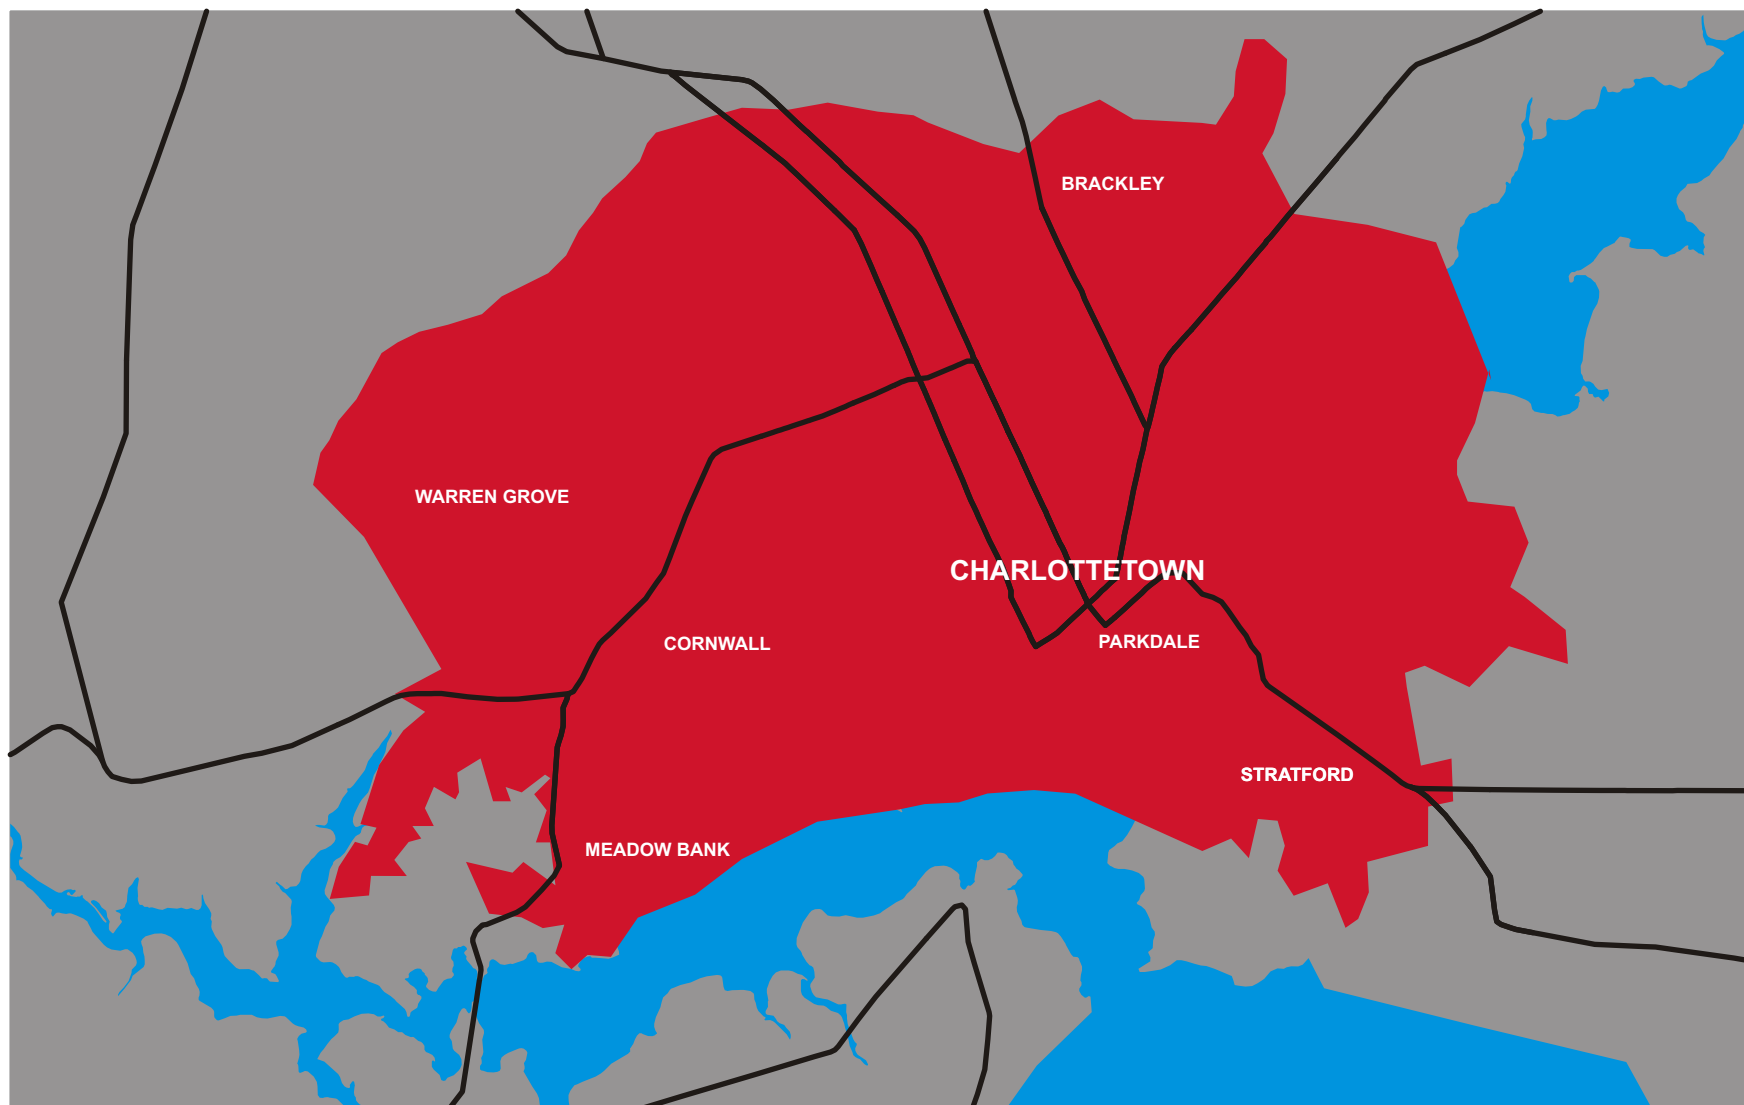 BRACKLEY
WARREN GROVE
CHARLOTTETOWN
CORNWALL
PARKDALE
STRATFORD
MEADOW BANK